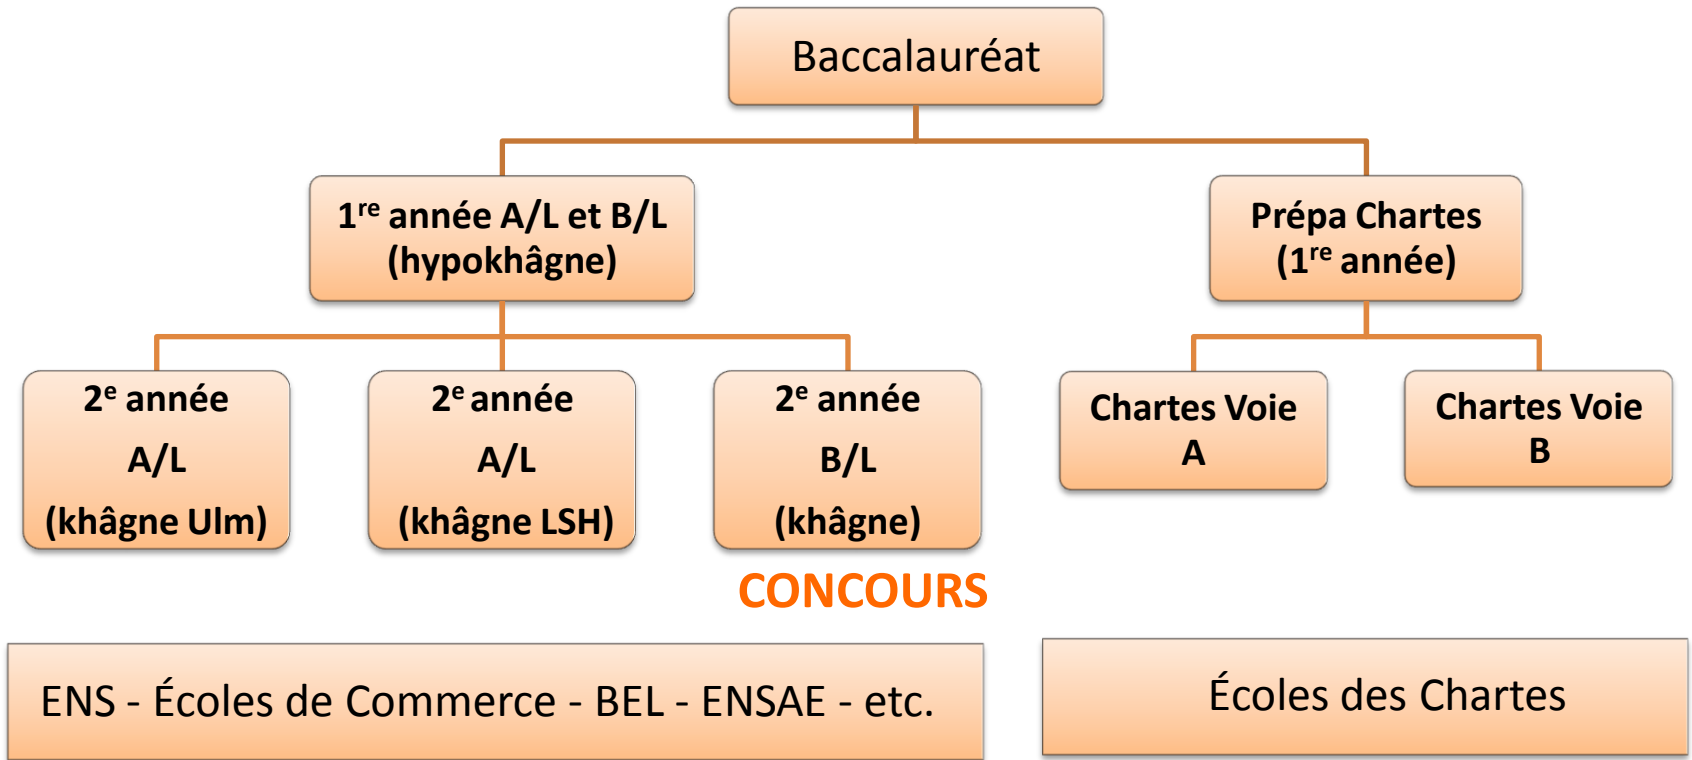 Baccalauréat
1re année A/L et B/L
(hypokhâgne)
Prépa Chartes
(1re année)
2e année
A/L
(khâgne Ulm)
2e année
A/L
(khâgne LSH)
2e année
B/L
(khâgne)
Chartes Voie
A
Chartes Voie
B
CONCOURS
ENS - Écoles de Commerce - BEL - ENSAE - etc.
Écoles des Chartes